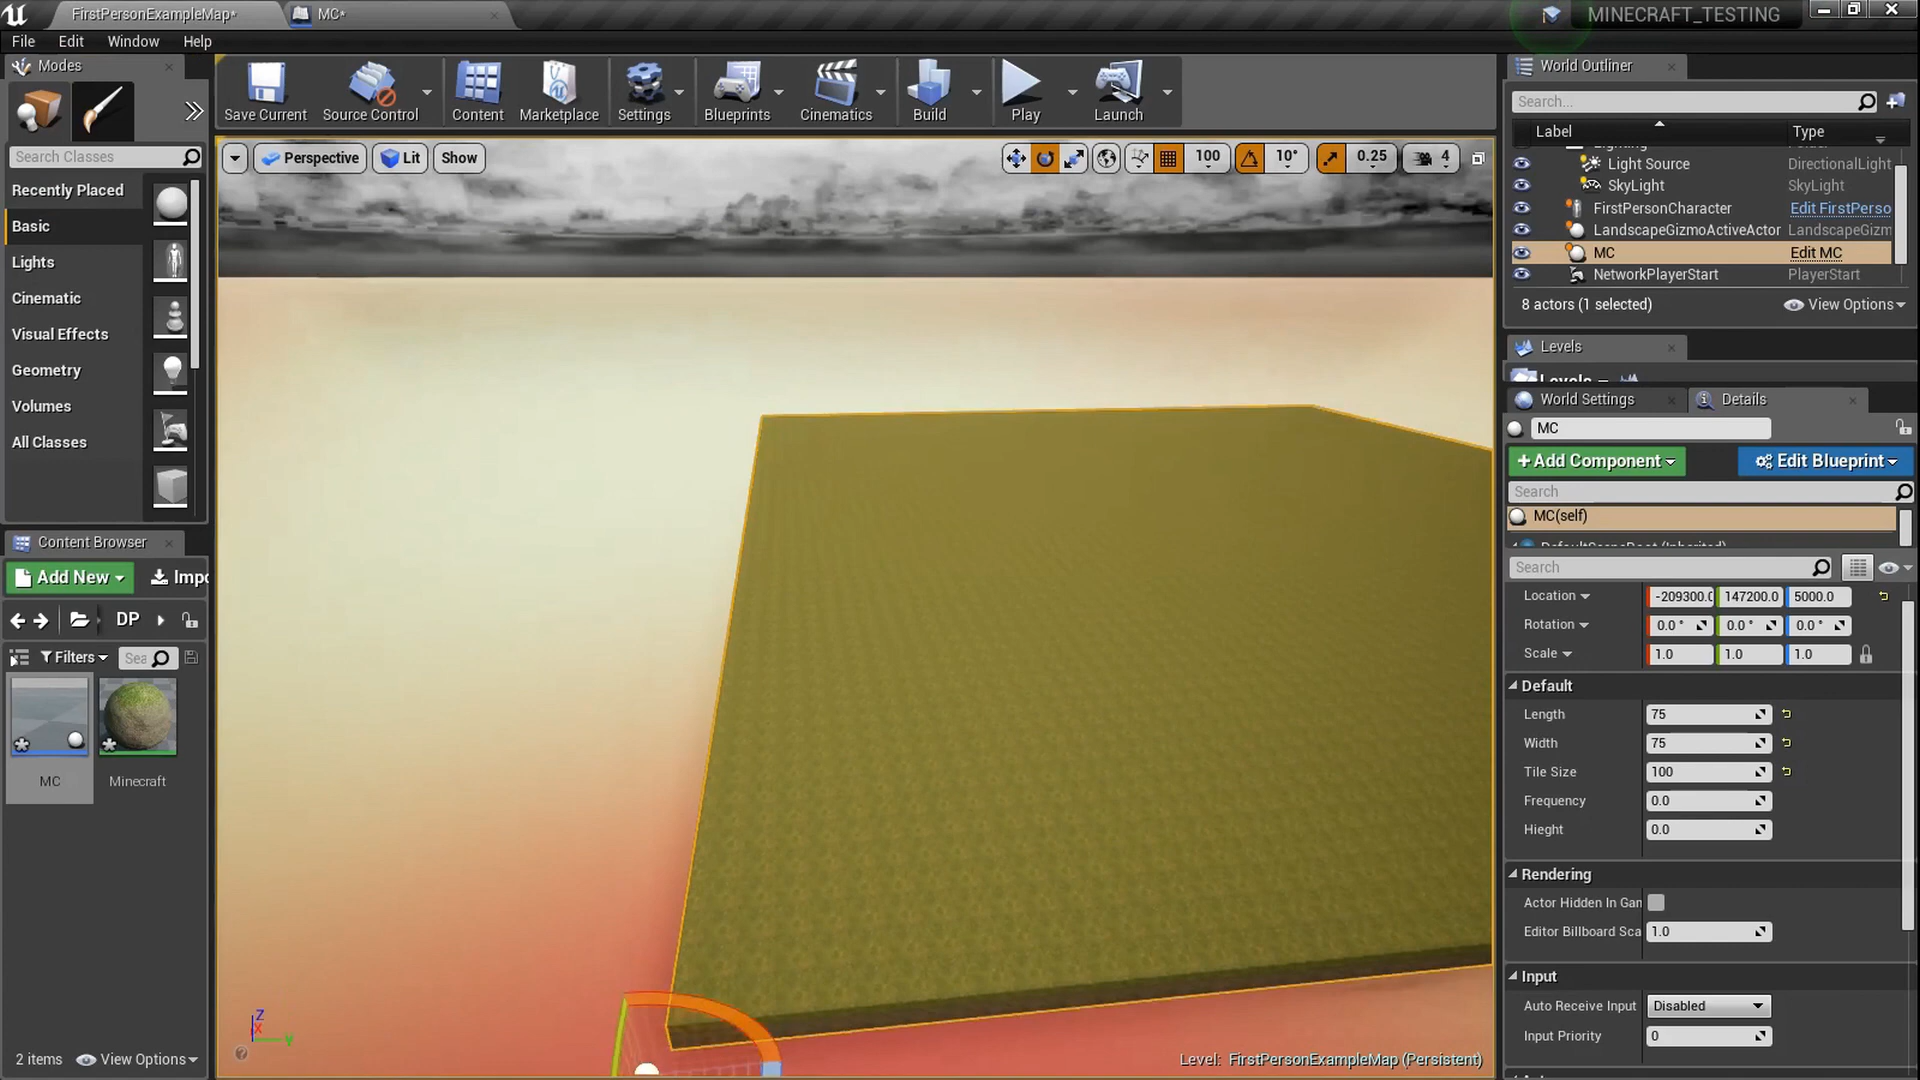 FirstPersonExampleMap*
MC*
MINECRAFT_TESTING
File Edit Window Help
Modes
Search Classes
Recently Placed
Basic
Lights
Cinematic
Visual Effects
Geometry
Volumes
All Classes
Content Browser
Add New
Impo
DP
Filters
Sea
MC
Minecraft
2 items
View Options
Save Current
Source Control
Content
Marketplace
Settings
Blueprints
Cinematics
Build
Play
Launch
Perspective
Lit
Show
100
10°
0.25
4
Z
X
Y
Level: FirstPersonExampleMap (Persistent)
World Outliner
Search...
Label Type
Light Source DirectionalLight
SkyLight SkyLight
FirstPersonCharacter Edit FirstPerso
LandscapeGizmoActiveActor LandscapeGizm
MC Edit MC
NetworkPlayerStart PlayerStart
8 actors (1 selected)
View Options
Levels
Levels
World Settings
Details
MC
+Add Component
Edit Blueprint
Search
MC(self)
DefaultSceneRoot (Inherited)
Search
Location -209300.( 147200.0 5000.0
Rotation 0.0 ° 0.0 ° 0.0 °
Scale 1.0 1.0 1.0
Default
Length 75
Width 75
Tile Size 100
Frequency 0.0
Hieght 0.0
Rendering
Actor Hidden In Gan
Editor Billboard Sca 1.0
Input
Auto Receive Input Disabled
Input Priority 0